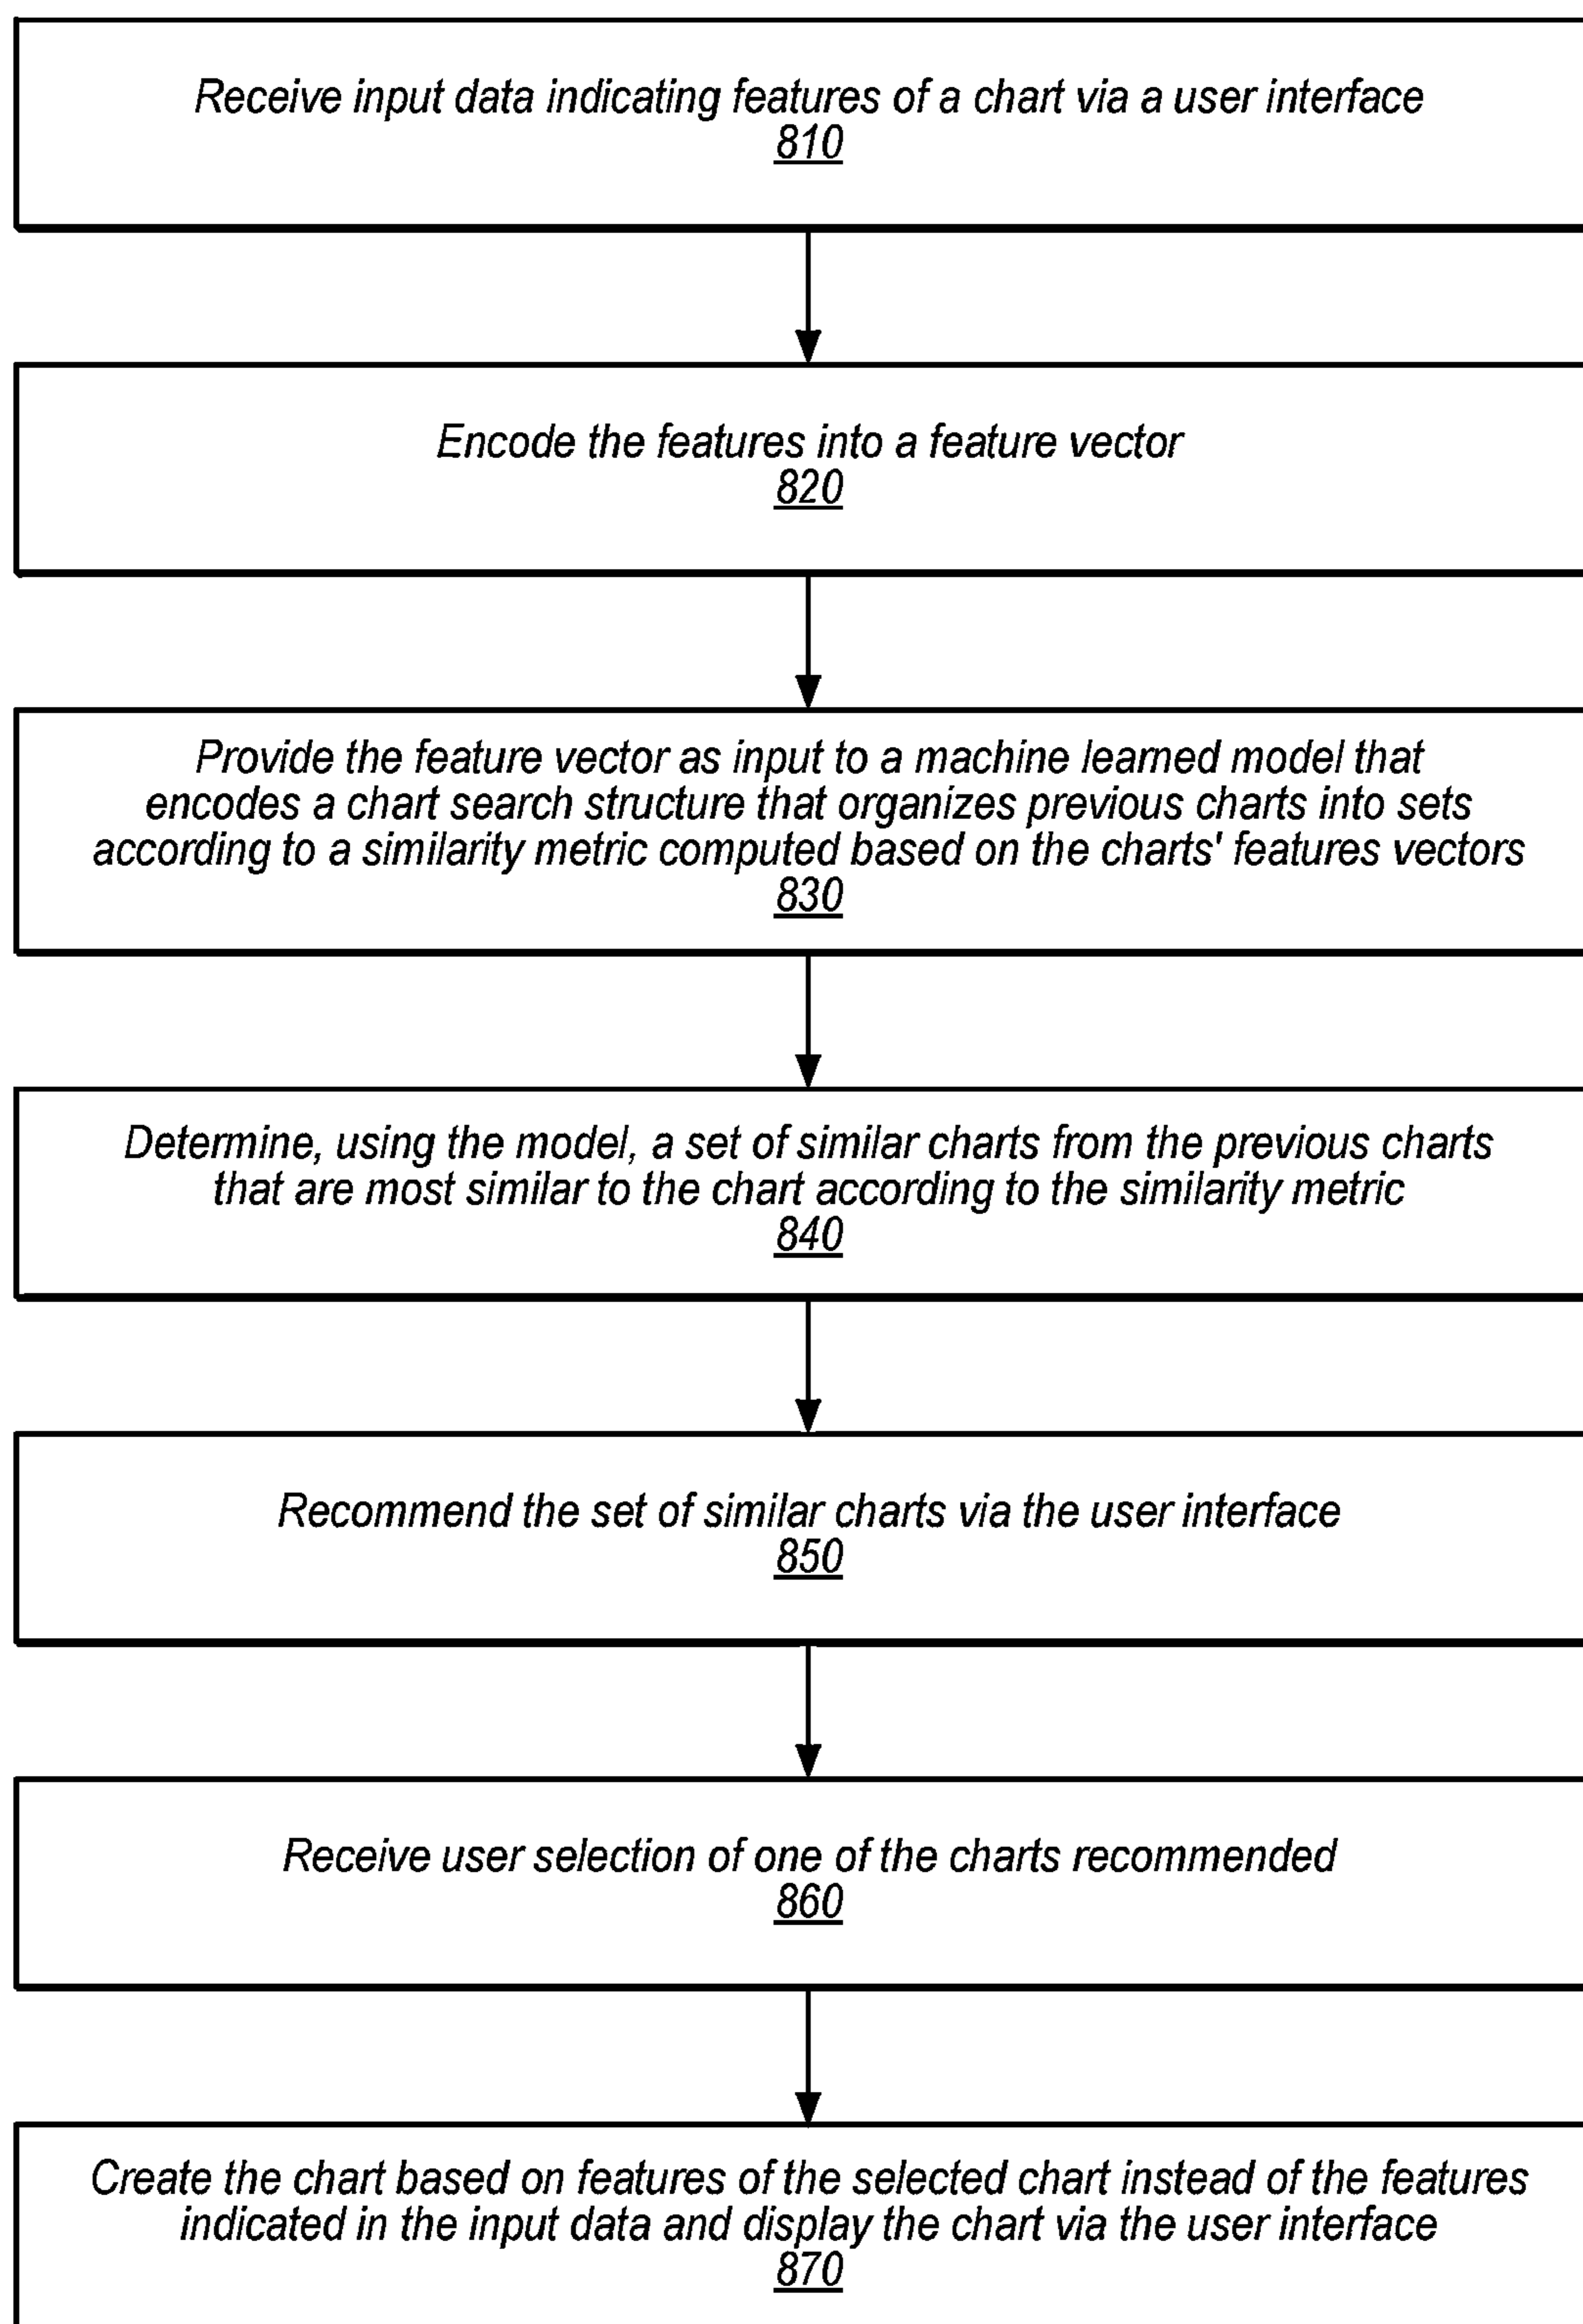 Receive input data indicating features of a chart via a user interface
810
Encode the features into a feature vector
820
Provide the feature vector as input to a machine learned model that
encodes a chart search structure that organizes previous charts into sets
according to a similarity metric computed based on the charts' features vectors
830
Determine, using the model, a set of similar charts from the previous charts
that are most similar to the chart according to the similarity metric
840
Recommend the set of similar charts via the user interface
850
Receive user selection of one of the charts recommended
860
Create the chart based on features of the selected chart instead of the features
indicated in the input data and display the chart via the user interface
870